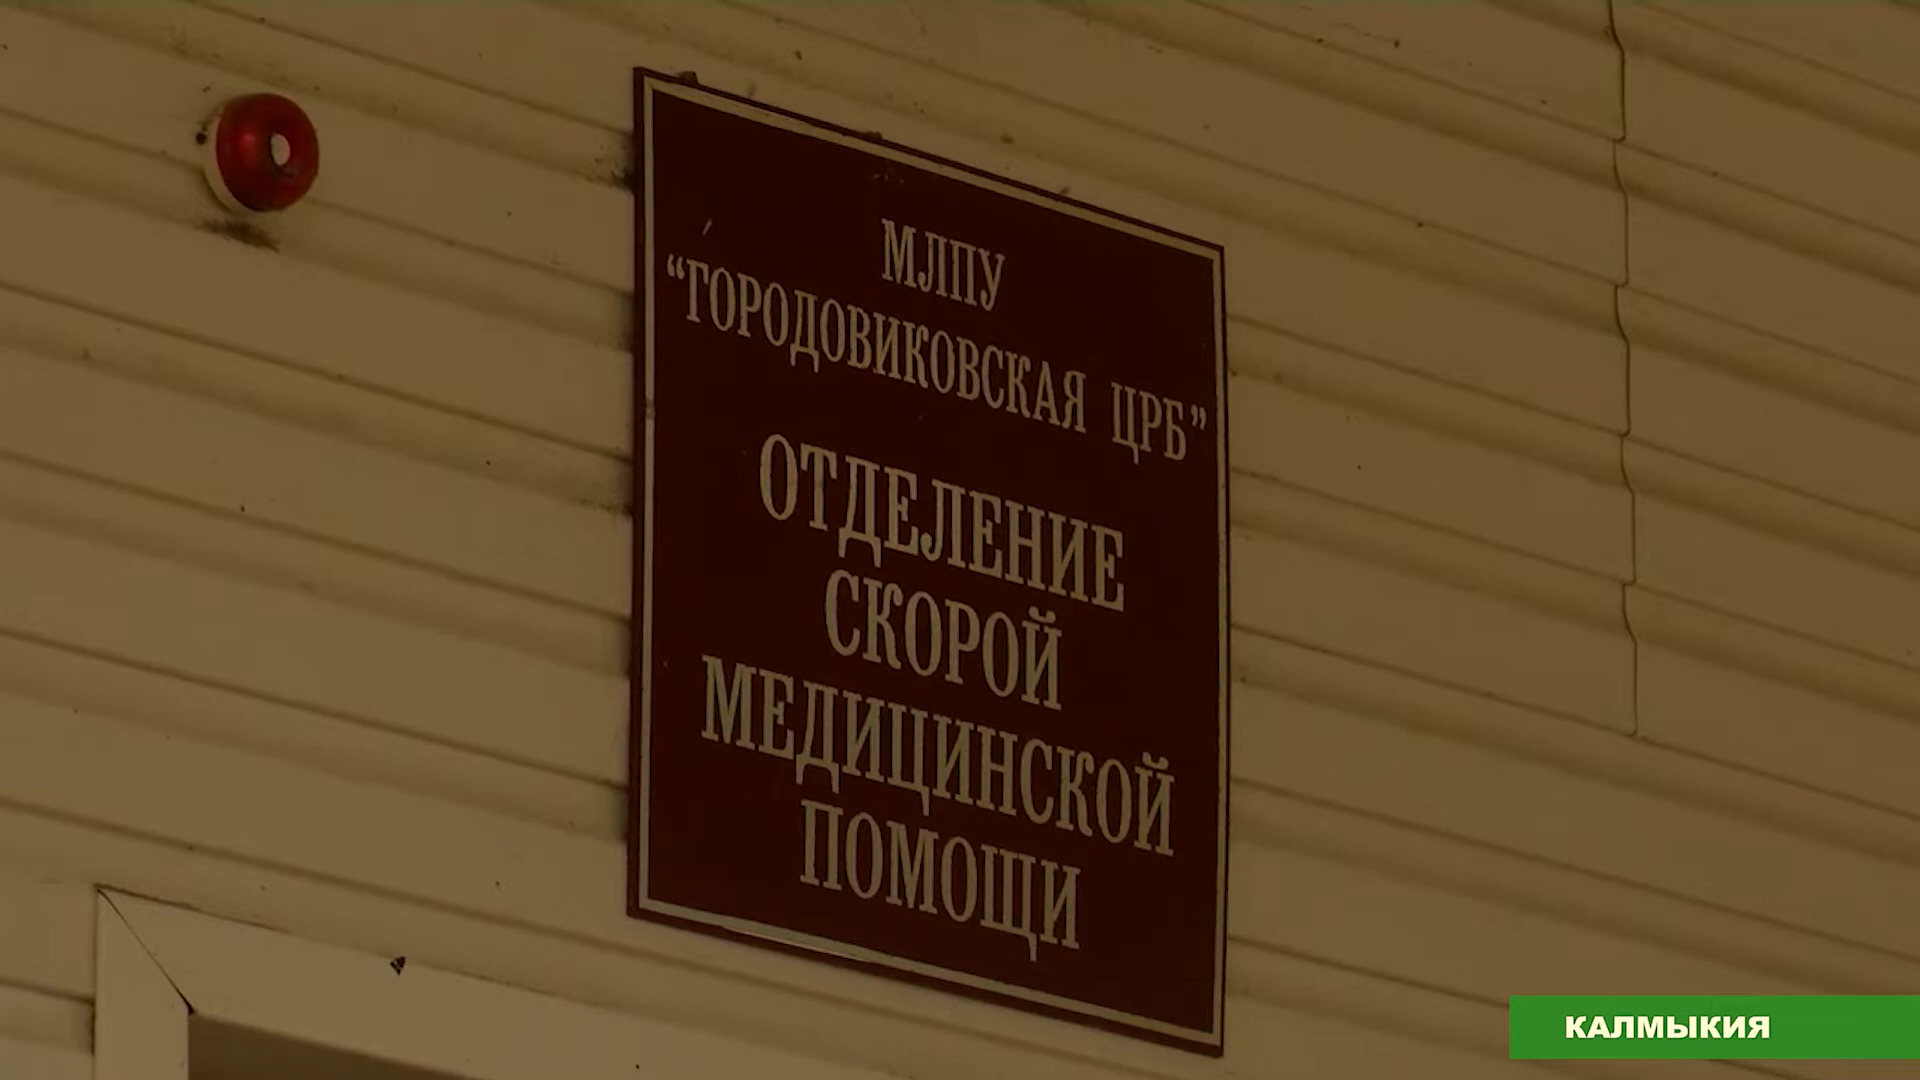 МЛПУ
“ГОРОДОВИКОВСКАЯ ЦРБ”
ОТДЕЛЕНИЕ
СКОРОЙ
МЕДИЦИНСКОЙ
ПОМОЩИ
КАЛМЫКИЯ